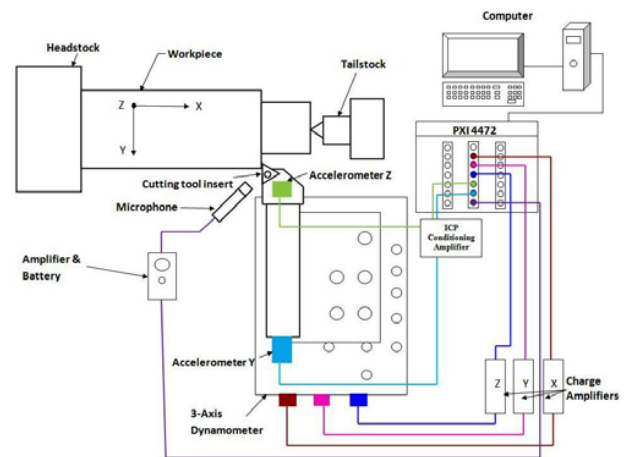 Computer
Headstock
Workpiece
Tailstock
Z
X
Y
PXI 4472
Cutting tool insert
Accelerometer Z
Microphone
ICP
Conditioning
Amplifier
Amplifier &
Battery
Accelerometer Y
Z
Y
X
Charge
Amplifiers
3-Axis
Dynamometer